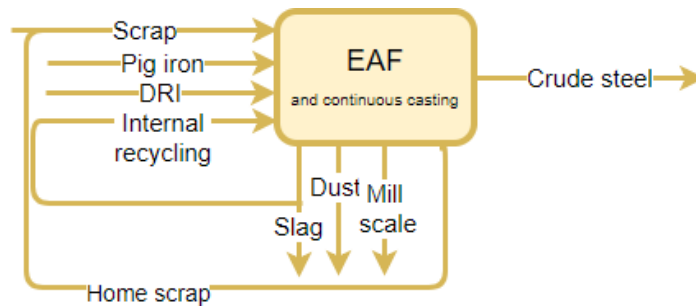 Scrap
Pig iron
DRI
Internal
recycling
EAF
and continuous casting
Crude steel
Slag
Dust
Mill
scale
Home scrap